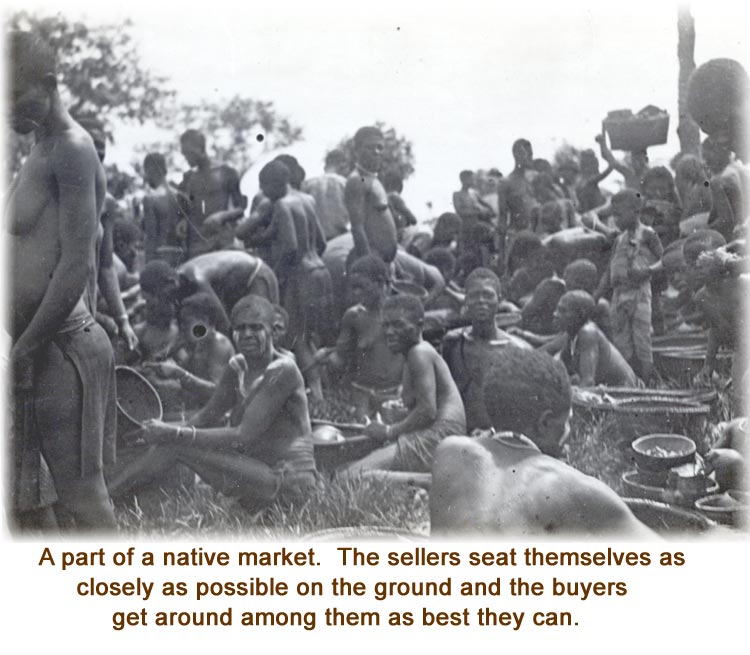 A part of a native market. The sellers seat themselves as
closely as possible on the ground and the buyers
get around among them as best they can.